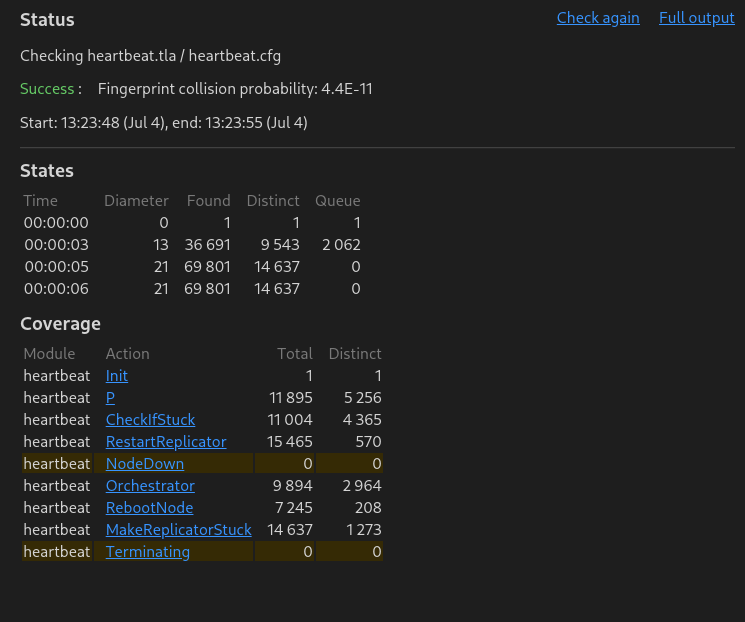 Status Check again Full output
Checking heartbeat.tla / heartbeat.cfg
Success : Fingerprint collision probability: 4.4E-11
Start: 13:23:48 (Jul 4), end: 13:23:55 (Jul 4)
States
Time Diameter Found Distinct Queue
00:00:00 0 1 1 1
00:00:03 13 36 691 9 543 2 062
00:00:05 21 69 801 14 637 0
00:00:06 21 69 801 14 637 0
Coverage
Module Action Total Distinct
heartbeat Init 1 1
heartbeat P 11 895 5 256
heartbeat CheckIfStuck 11 004 4 365
heartbeat RestartReplicator 15 465 570
heartbeat NodeDown 0 0
heartbeat Orchestrator 9 894 2 964
heartbeat RebootNode 7 245 208
heartbeat MakeReplicatorStuck 14 637 1 273
heartbeat Terminating 0 0